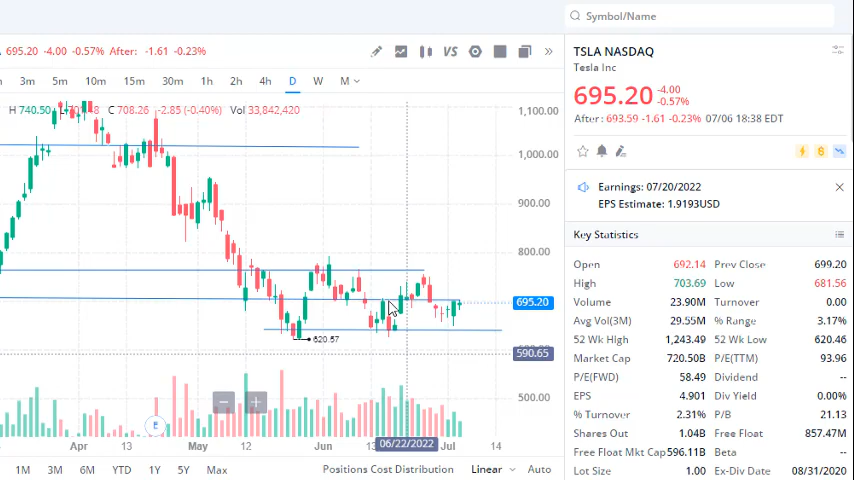 Symbol/Name
695.20 -4.00 -0.57% After: -1.61 -0.23%
VS
TSLA NASDAQ
Tesla Inc
695.20 -4.00
-0.57%
After: 693.59 -1.61 -0.23% 07/06 18:38 EDT
3m 5m 10m 15m 30m 1h 2h 4h D W M
H 740.50 C 708.26 -2.85 (-0.40%) Vol 33,842,420
1,100.00
1,000.00
900.00
800.00
695.20
620.57
590.65
500.00
E
Apr 13 May 12 Jun 06/22/2022 Jul 14
1M 3M 6M YTD 1Y 5Y Max Positions Cost Distribution Linear Auto
Earnings: 07/20/2022
EPS Estimate: 1.9193USD
Key Statistics
Open 692.14 Prev Close 699.20
High 703.69 Low 681.56
Volume 23.90M Turnover 0.00
Avg Vol(3M) 29.55M % Range 3.17%
52 Wk High 1,243.49 52 Wk Low 620.46
Market Cap 720.50B P/E(TTM) 93.96
P/E(FWD) 58.49 Dividend --
EPS 4.901 Div Yield 0.00%
% Turnover 2.31% P/B 21.13
Shares Out 1.04B Free Float 857.47M
Free Float Mkt Cap 596.11B Beta --
Lot Size 1.00 Ex-Div Date 08/31/2020